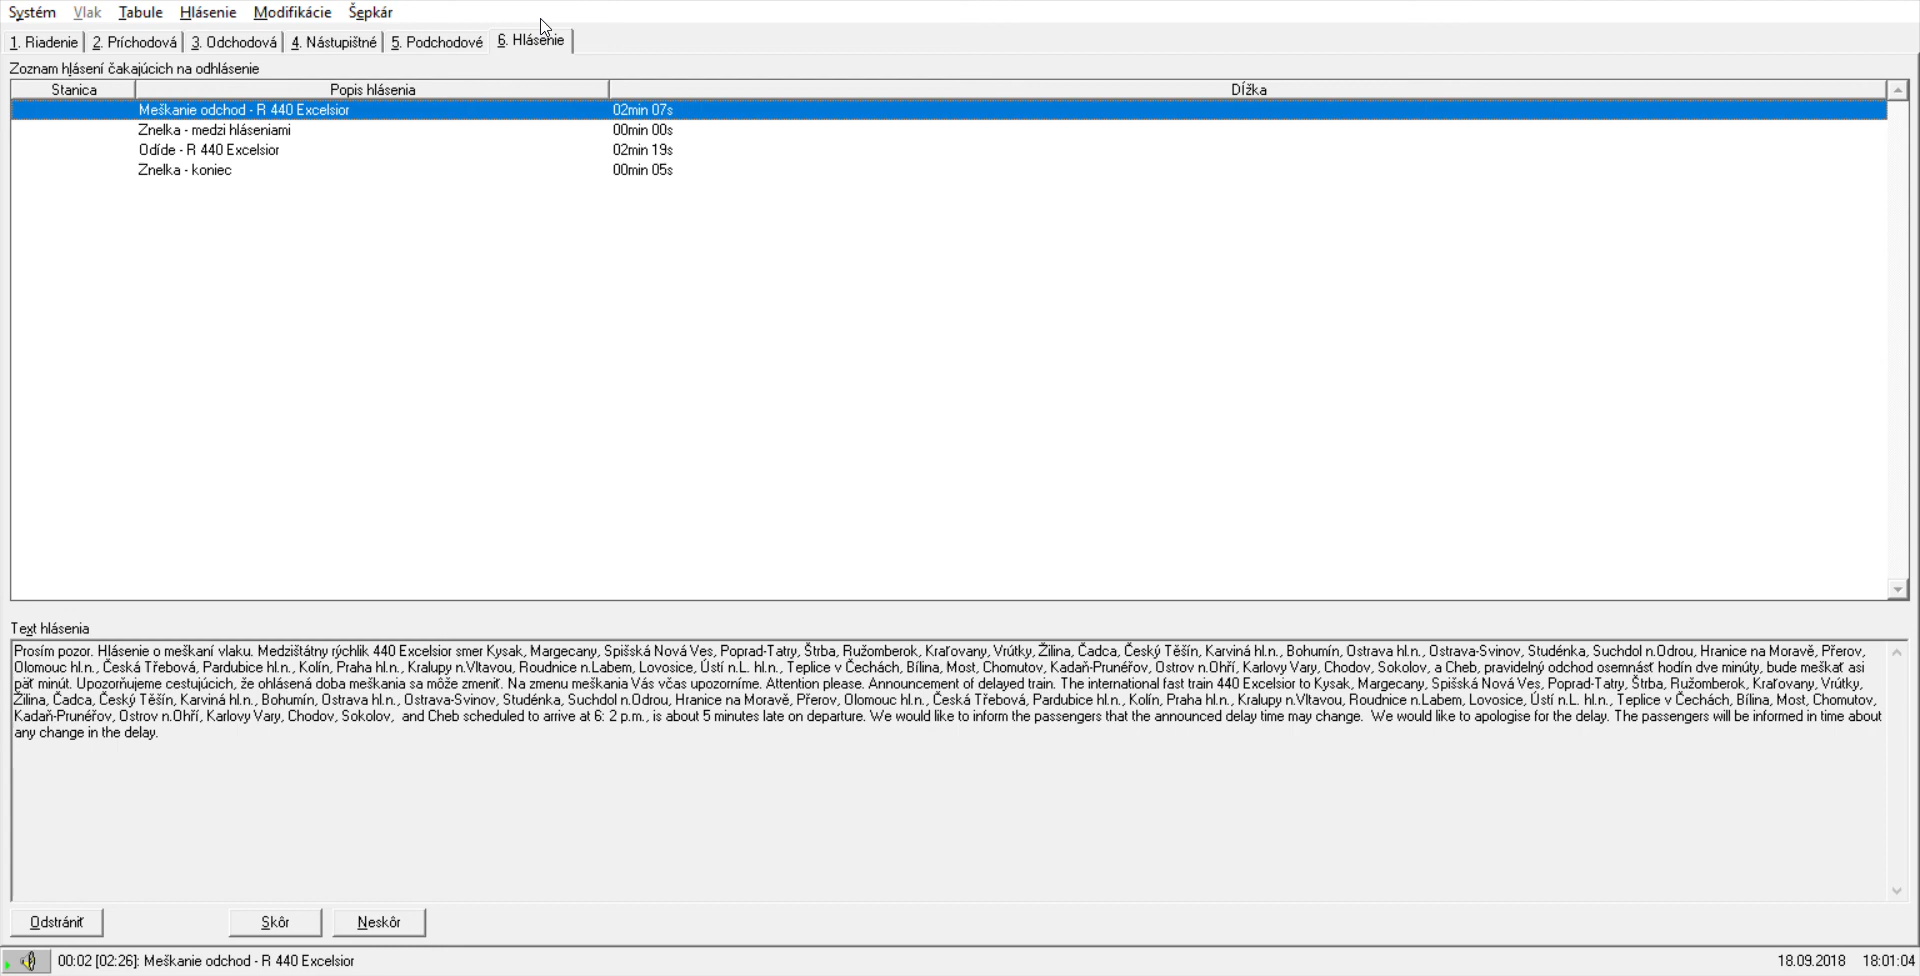 Systém Vlak Tabule Hlásenie Modifikácie Šepkár
1. Riadenie 2. Príchodová 3. Odchodová 4. Nástupištné 5. Podchodové 6. Hlásenie
Zoznam hlásení čakajúcich na odhlásenie
Stanica Popis hlásenia Dĺžka
Meškanie odchod - R 440 Excelsior 02min 07s
Znelka - medzi hláseniami 00min 00s
Odíde - R 440 Excelsior 02min 19s
Znelka - koniec 00min 05s
Text hlásenia
Prosím pozor. Hlásenie o meškaní vlaku. Medzištátny rýchlik 440 Excelsior smer Kysak, Margecany, Spišská Nová Ves, Poprad-Tatry, Štrba, Ružomberok, Kraľovany, Vrútky, Žilina, Čadca, Český Těšín, Karviná hl.n., Bohumín, Ostrava hl.n., Ostrava-Svinov, Studénka, Suchdol n.Odrou, Hranice na Moravě, Přerov,
Olomouc hl.n., Česká Třebová, Pardubice hl.n., Kolín, Praha hl.n., Kralupy n.Vltavou, Roudnice n.Labem, Lovosice, Ústí n.L. hl.n., Teplice v Čechách, Bílina, Most, Chomutov, Kadaň-Prunéřov, Ostrov n.Ohří, Karlovy Vary, Chodov, Sokolov, a Cheb, pravidelný odchod osemnásť hodín dve minúty, bude meškať asi
päť minút. Upozorňujeme cestujúcich, že ohlásená doba meškania sa môže zmeniť. Na zmenu meškania Vás včas upozorníme. Attention please. Announcement of delayed train. The international fast train 440 Excelsior to Kysak, Margecany, Spišská Nová Ves, Poprad-Tatry, Štrba, Ružomberok, Kraľovany, Vrútky,
Žilina, Čadca, Český Těšín, Karviná hl.n., Bohumín, Ostrava hl.n., Ostrava-Svinov, Studénka, Suchdol n.Odrou, Hranice na Moravě, Přerov, Olomouc hl.n., Česká Třebová, Pardubice hl.n., Kolín, Praha hl.n., Kralupy n.Vltavou, Roudnice n.Labem, Lovosice, Ústí n.L. hl.n., Teplice v Čechách, Bílina, Most, Chomutov,
Kadaň-Prunéřov, Ostrov n.Ohří, Karlovy Vary, Chodov, Sokolov, and Cheb scheduled to arrive at 6: 2 p.m., is about 5 minutes late on departure. We would like to inform the passengers that the announced delay time may change. We would like to apologise for the delay. The passengers will be informed in time about
any change in the delay.
Odstrániť Skôr Neskôr
00:02 [02:26]: Meškanie odchod - R 440 Excelsior 18.09.2018 18:01:04